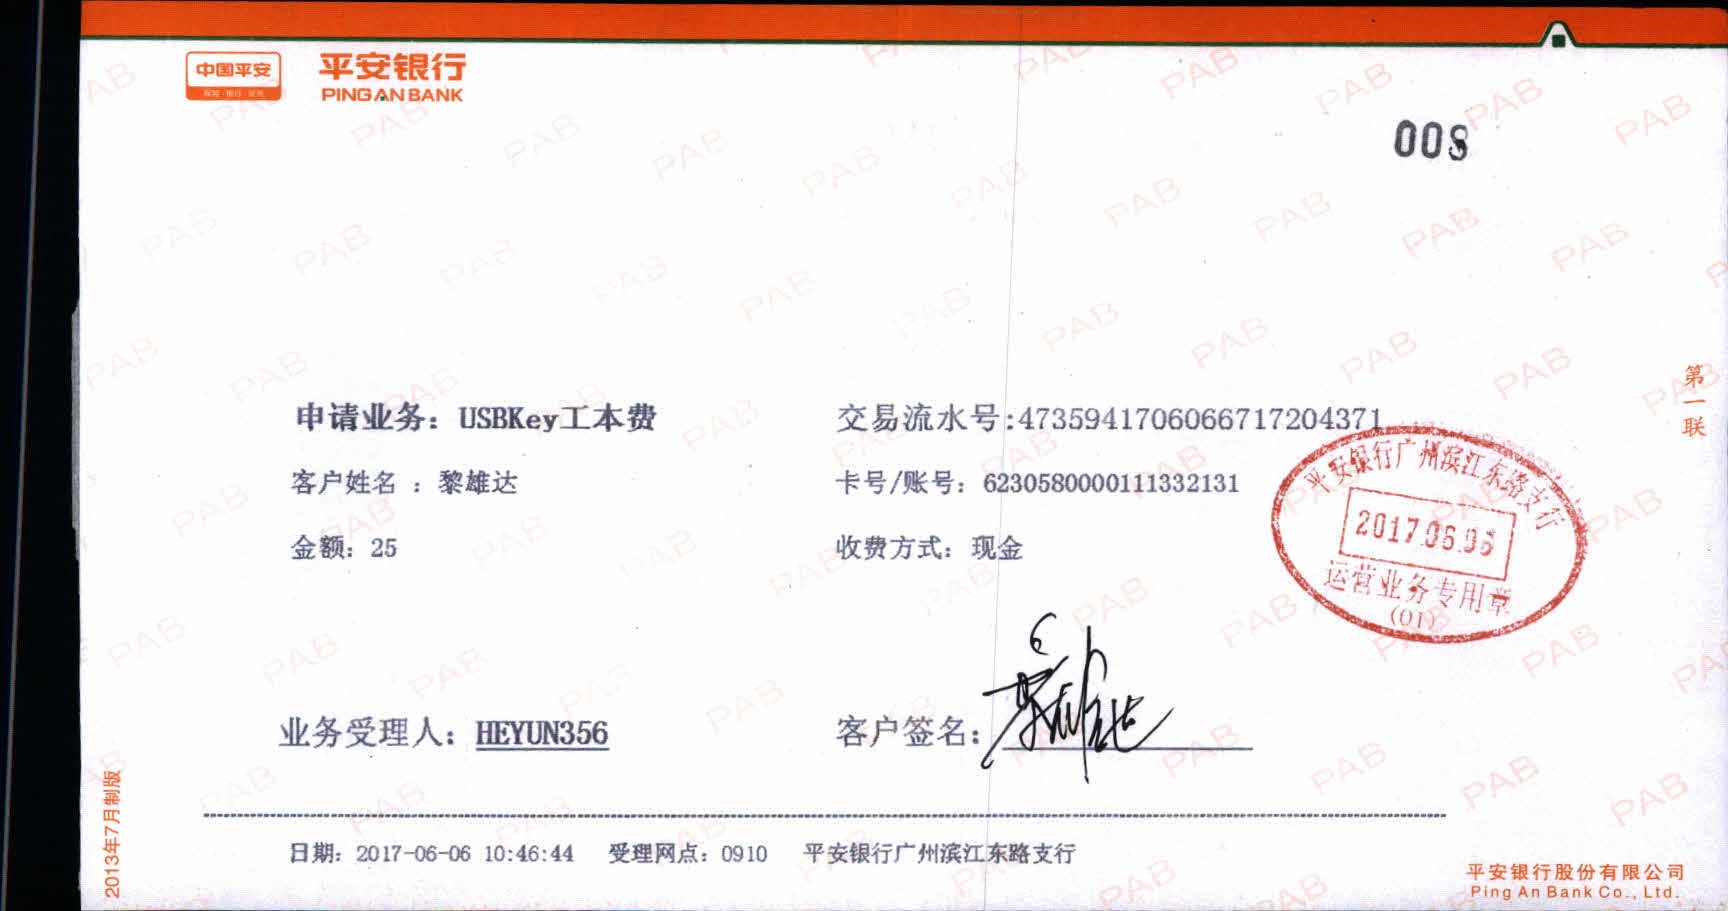 中国平安
保险·银行·投资
平安银行
PING AN BANK
008
申请业务：USBKey工本费
交易流水号:4735941706066717204371
客户姓名 ：黎雄达
卡号/账号：6230580000111332131
金额：25
收费方式：现金
平安银行广州滨江东路支行
2017.06.06
运营业务专用章
(01)
第一联
业务受理人：HEYUN356
客户签名：黎雄达
日期：2017-06-06 10:46:44 受理网点：0910 平安银行广州滨江东路支行
2013年7月制版
平安银行股份有限公司
Ping An Bank Co., Ltd.